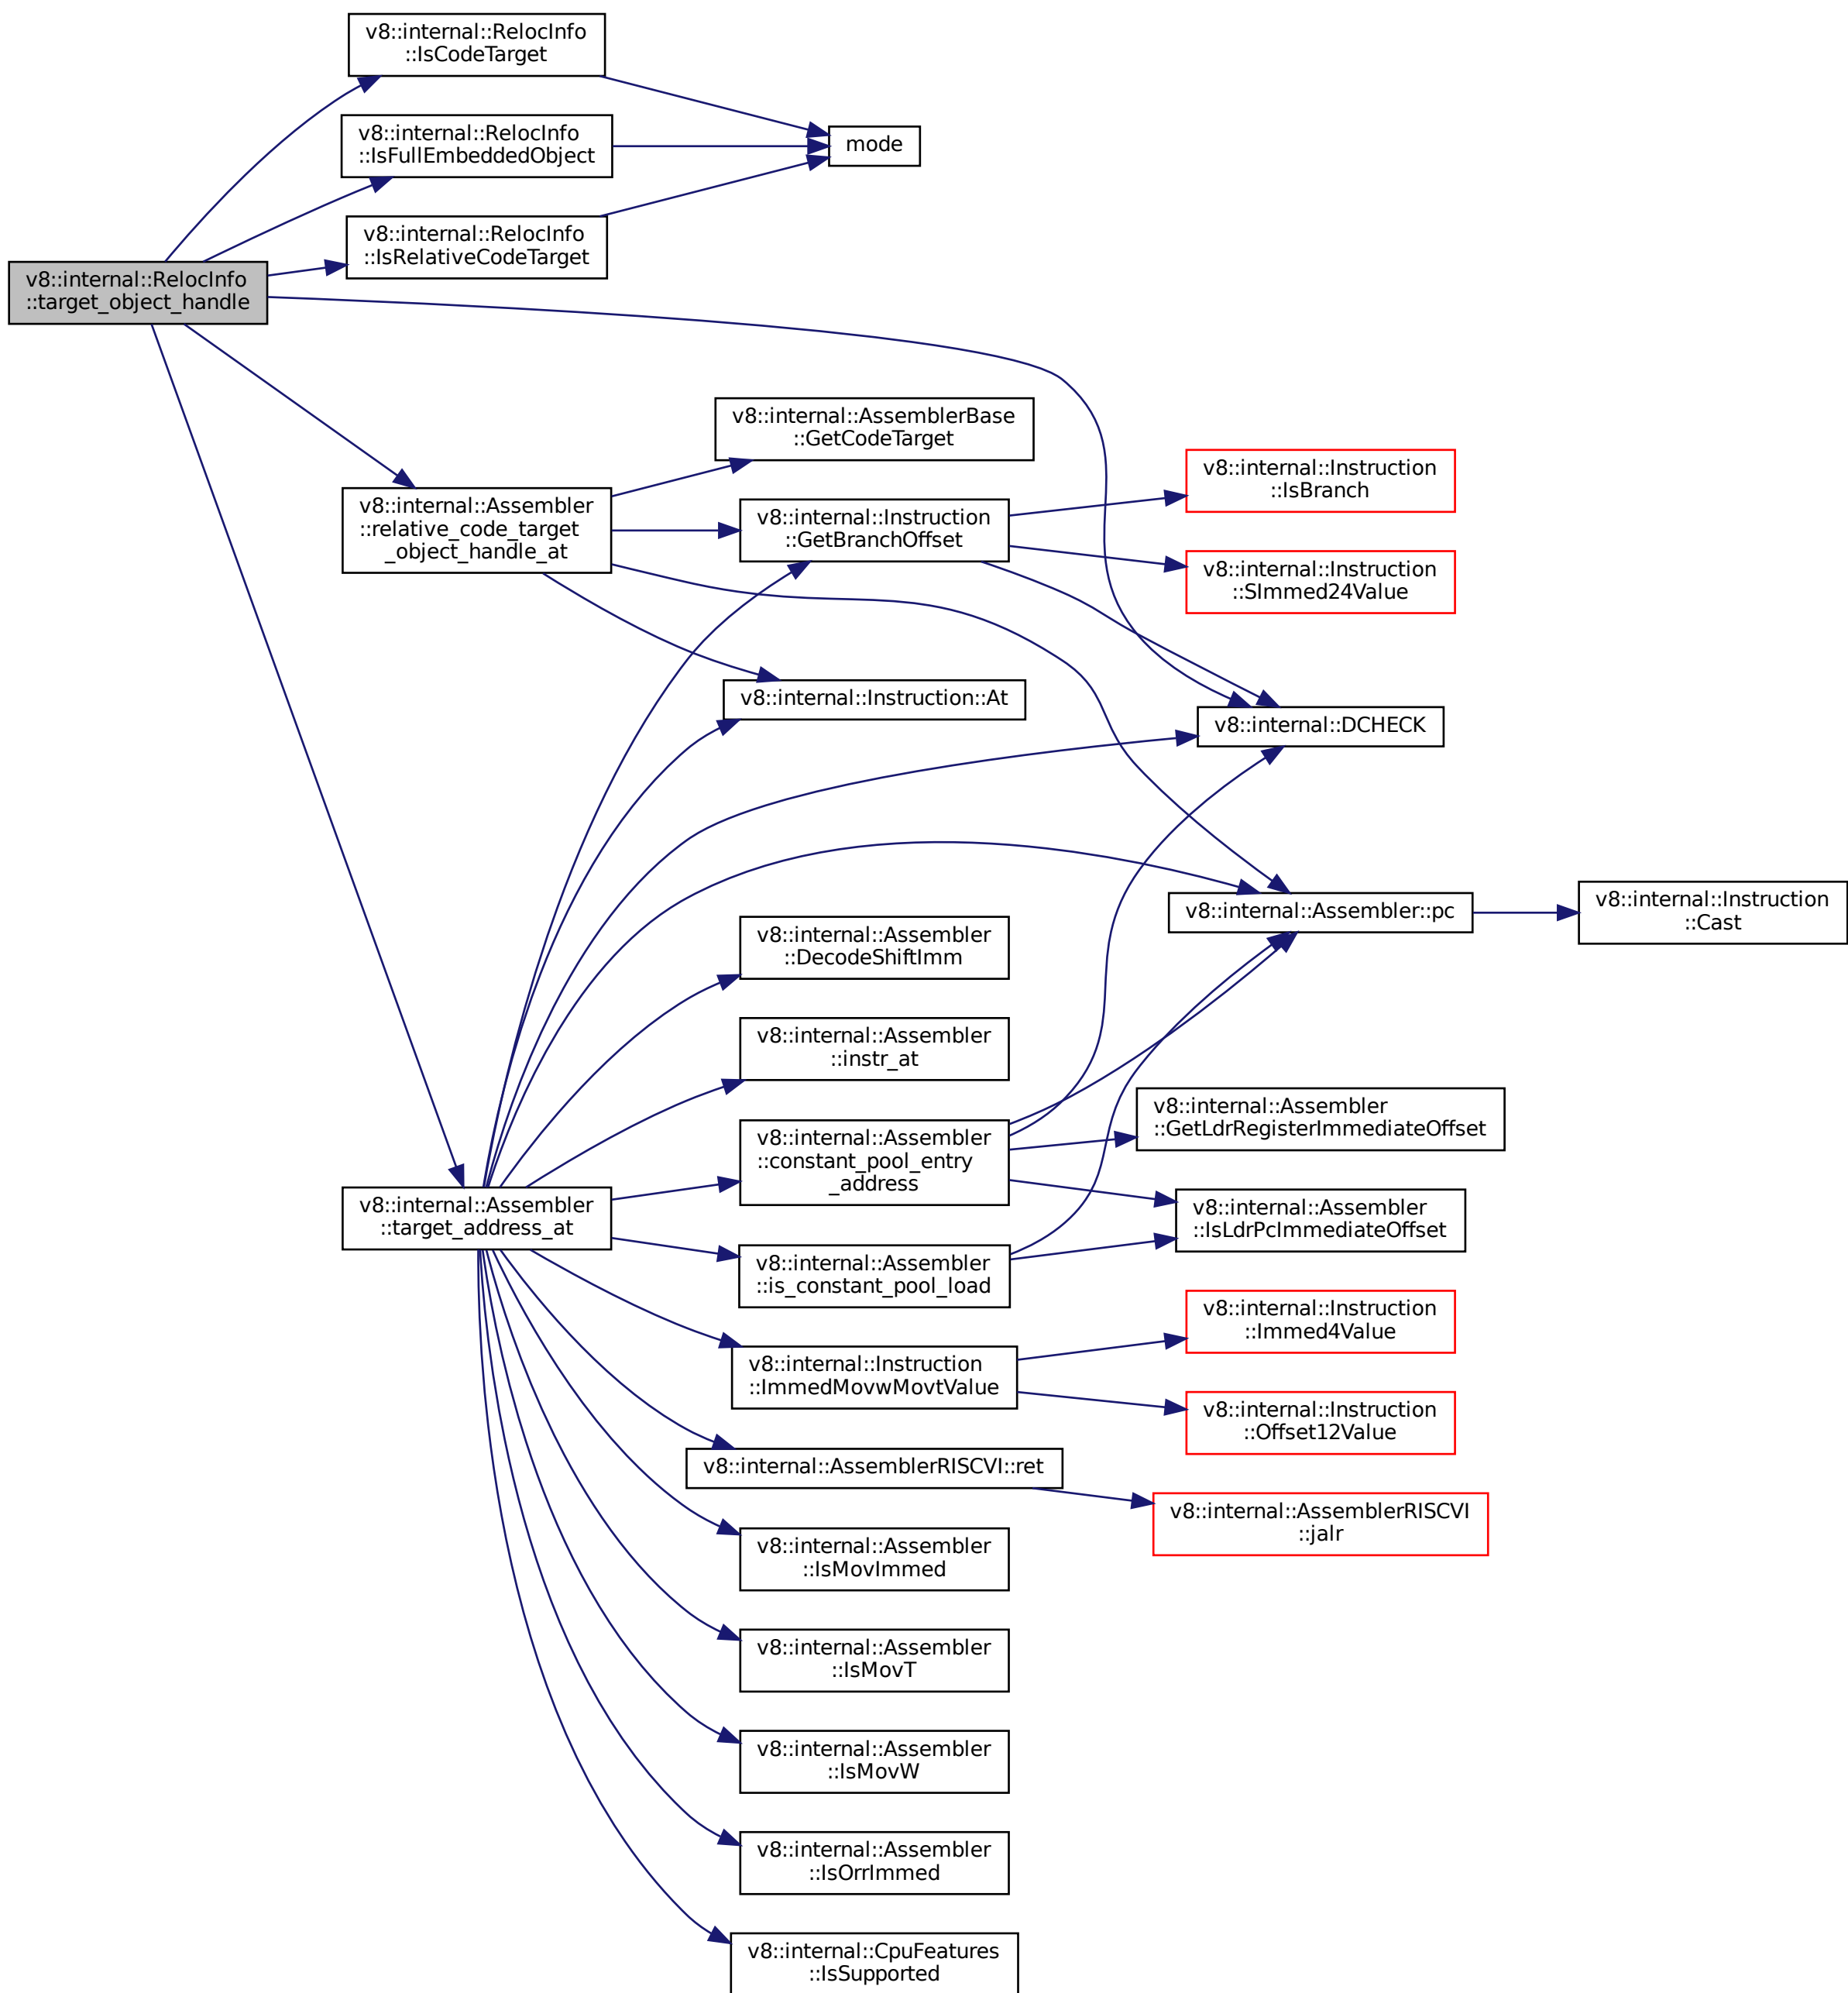 v8::internal::RelocInfo
::IsCodeTarget
v8::internal::RelocInfo
::IsFullEmbeddedObject
mode
v8::internal::RelocInfo
::IsRelativeCodeTarget
v8::internal::RelocInfo
::target_object_handle
v8::internal::AssemblerBase
::GetCodeTarget
v8::internal::Instruction
::IsBranch
v8::internal::Assembler
::relative_code_target
_object_handle_at
v8::internal::Instruction
::GetBranchOffset
v8::internal::Instruction
::SImmed24Value
v8::internal::Instruction::At
v8::internal::DCHECK
v8::internal::Assembler::pc
v8::internal::Instruction
::Cast
v8::internal::Assembler
::DecodeShiftImm
v8::internal::Assembler
::instr_at
v8::internal::Assembler
::GetLdrRegisterImmediateOffset
v8::internal::Assembler
::constant_pool_entry
_address
v8::internal::Assembler
::target_address_at
v8::internal::Assembler
::IsLdrPcImmediateOffset
v8::internal::Assembler
::is_constant_pool_load
v8::internal::Instruction
::Immed4Value
v8::internal::Instruction
::ImmedMovwMovtValue
v8::internal::Instruction
::Offset12Value
v8::internal::AssemblerRISCVI::ret
v8::internal::AssemblerRISCVI
::jalr
v8::internal::Assembler
::IsMovImmed
v8::internal::Assembler
::IsMovT
v8::internal::Assembler
::IsMovW
v8::internal::Assembler
::IsOrrImmed
v8::internal::CpuFeatures
::IsSupported